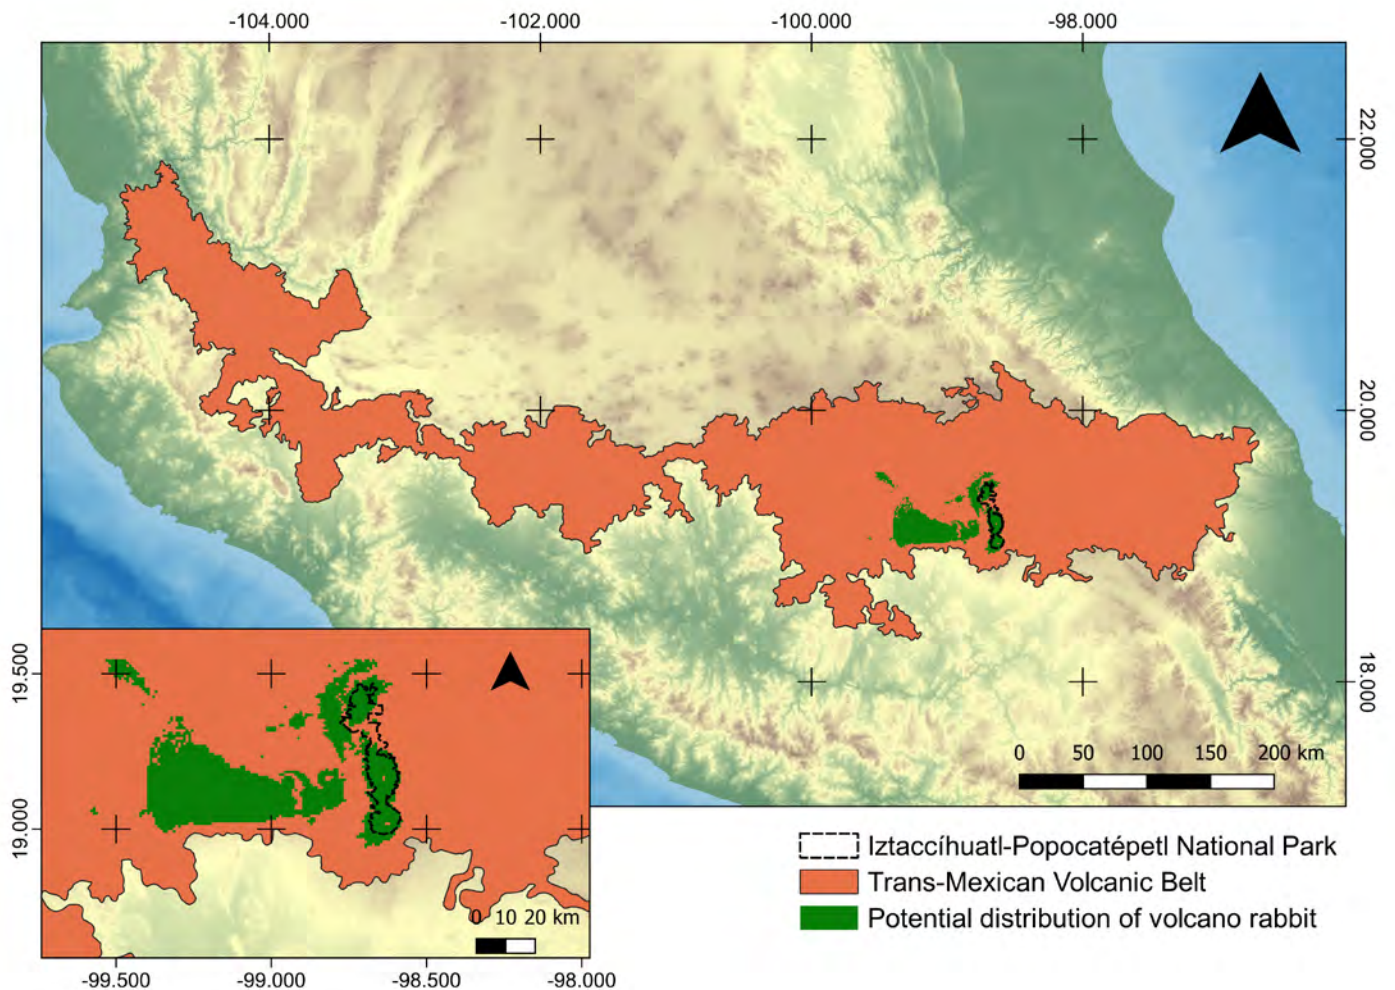 -104.000 -102.000 -100.000 -98.000
22.000
20.000
18.000
0 50 100 150 200 km
19.500
19.000
0 10 20 km
-99.500 -99.000 -98.500 -98.000
Iztaccíhuatl-Popocatépetl National Park
Trans-Mexican Volcanic Belt
Potential distribution of volcano rabbit